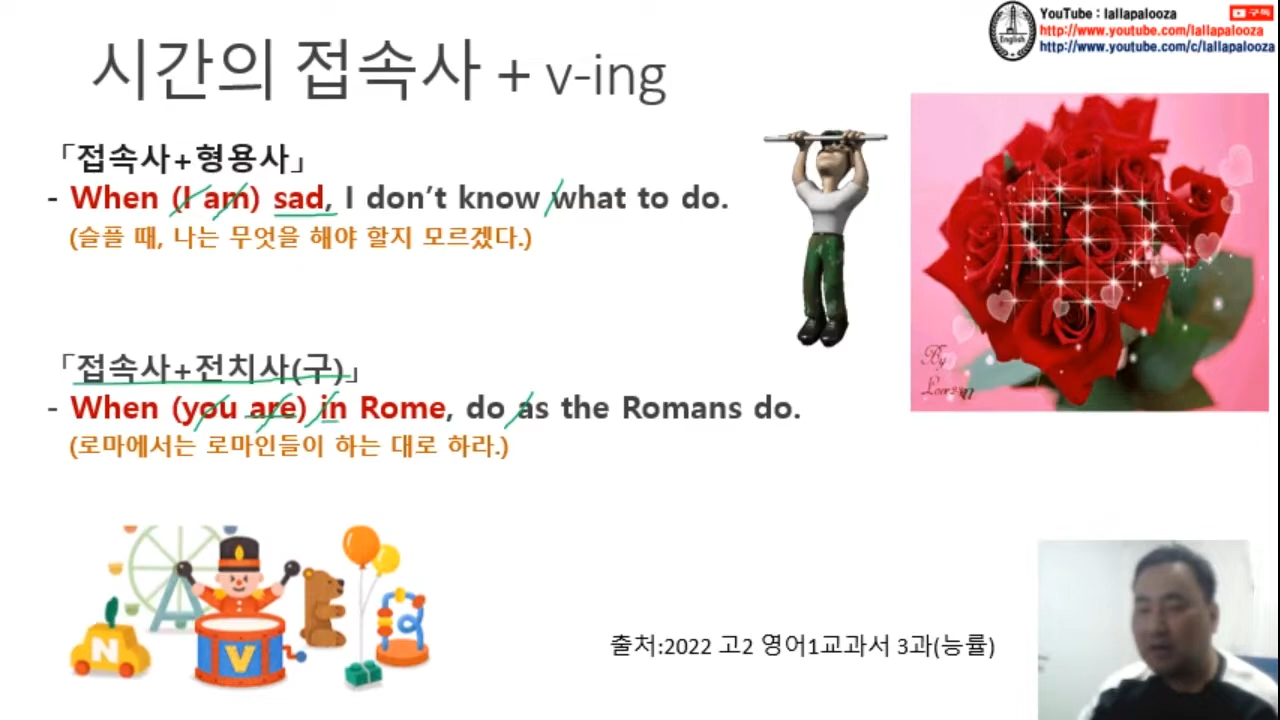 YouTube : lallapalooza
구독
http://www.youtube.com/lallapalooza
http://www.youtube.com/c/lallapalooza
English
시간의 접속사 + v-ing
「접속사+형용사」
- When (I am) sad, I don’t know what to do.
(슬플 때, 나는 무엇을 해야 할지 모르겠다.)
「접속사+전치사(구)」
- When (you are) in Rome, do as the Romans do.
(로마에서는 로마인들이 하는 대로 하라.)
By
A
N
V
출처:2022 고2 영어1교과서 3과(능률)